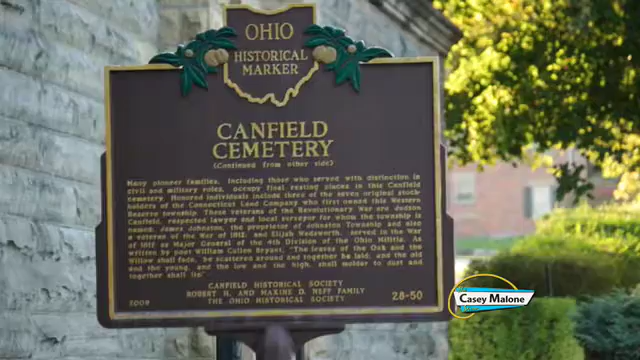 OHIO
HISTORICAL
MARKER
CANFIELD
CEMETERY
(Continued from other side)
Many pioneer families, including those who served with distinction in
civil and military roles, occupy final resting places in this Canfield
cemetery. Honored individuals include three of the seven original stock-
holders of the Connecticut Land Company who first owned this Western
Reserve township. These veterans of the Revolutionary War are Judson
Canfield, respected lawyer and local surveyor for whom the township is
named; James Johnston, the proprietor of Johnston Township and also
a veteran of the War of 1812; and Elijah Wadsworth, served in the War
of 1812 as Major General of the 4th Division of the Ohio Militia. As
written by poet William Cullen Bryant, "The leaves of the Oak and the
Willow shall fade, be scattered around and together be laid; and the old
and the young, and the low and the high, shall molder to dust and
together shall lie."
CANFIELD HISTORICAL SOCIETY
ROBERT H. AND MAXINE D. NEFF FAMILY
THE OHIO HISTORICAL SOCIETY
2009
28-50
Casey Malone